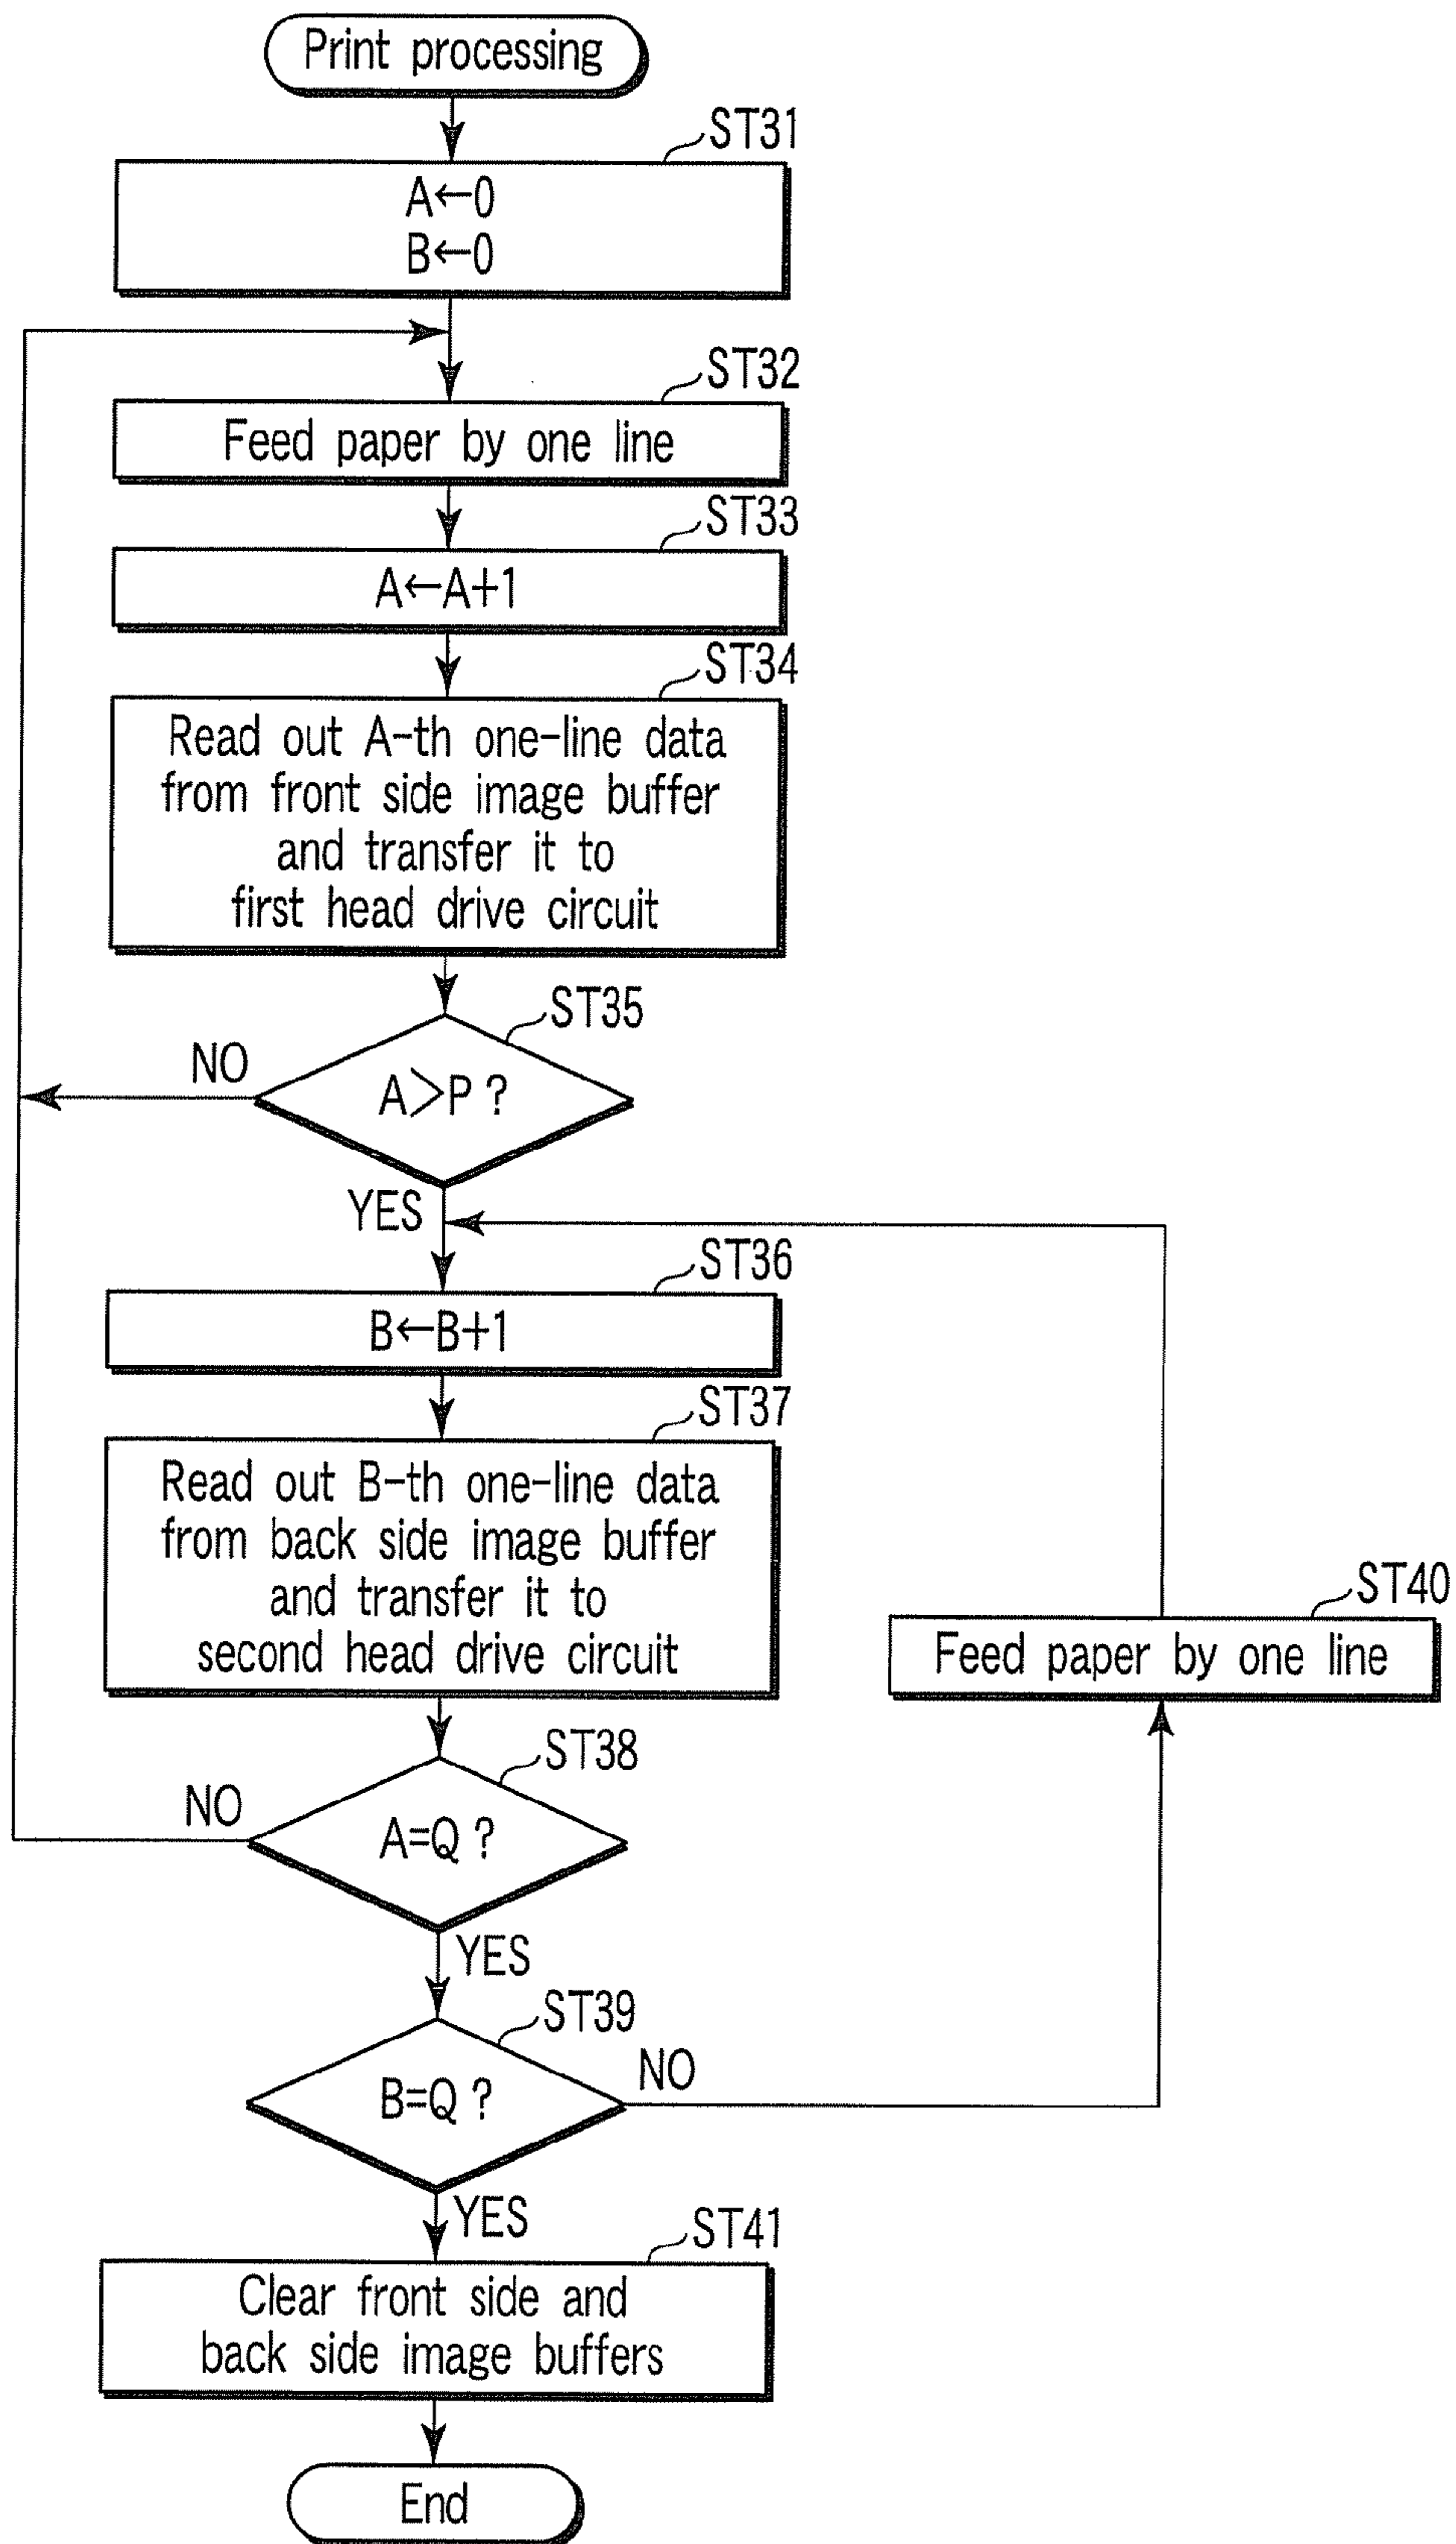 Print processing
ST31
A←0
B←0
ST32
Feed paper by one line
ST33
A←A+1
ST34
Read out A-th one-line data
from front side image buffer
and transfer it to
first head drive circuit
ST35
NO
A>P ?
YES
ST36
B←B+1
ST37
Read out B-th one-line data
from back side image buffer
and transfer it to
second head drive circuit
ST40
Feed paper by one line
ST38
NO
A=Q ?
YES
ST39
B=Q ?
NO
YES
ST41
Clear front side and
back side image buffers
End